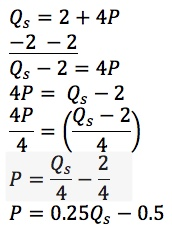 Qₛ = 2 + 4P
−2 −2
Qₛ − 2 = 4P
4P = Qₛ − 2
4P/4 = ((Qₛ − 2)/4)
P = Qₛ/4 − 2/4
P = 0.25Qₛ − 0.5